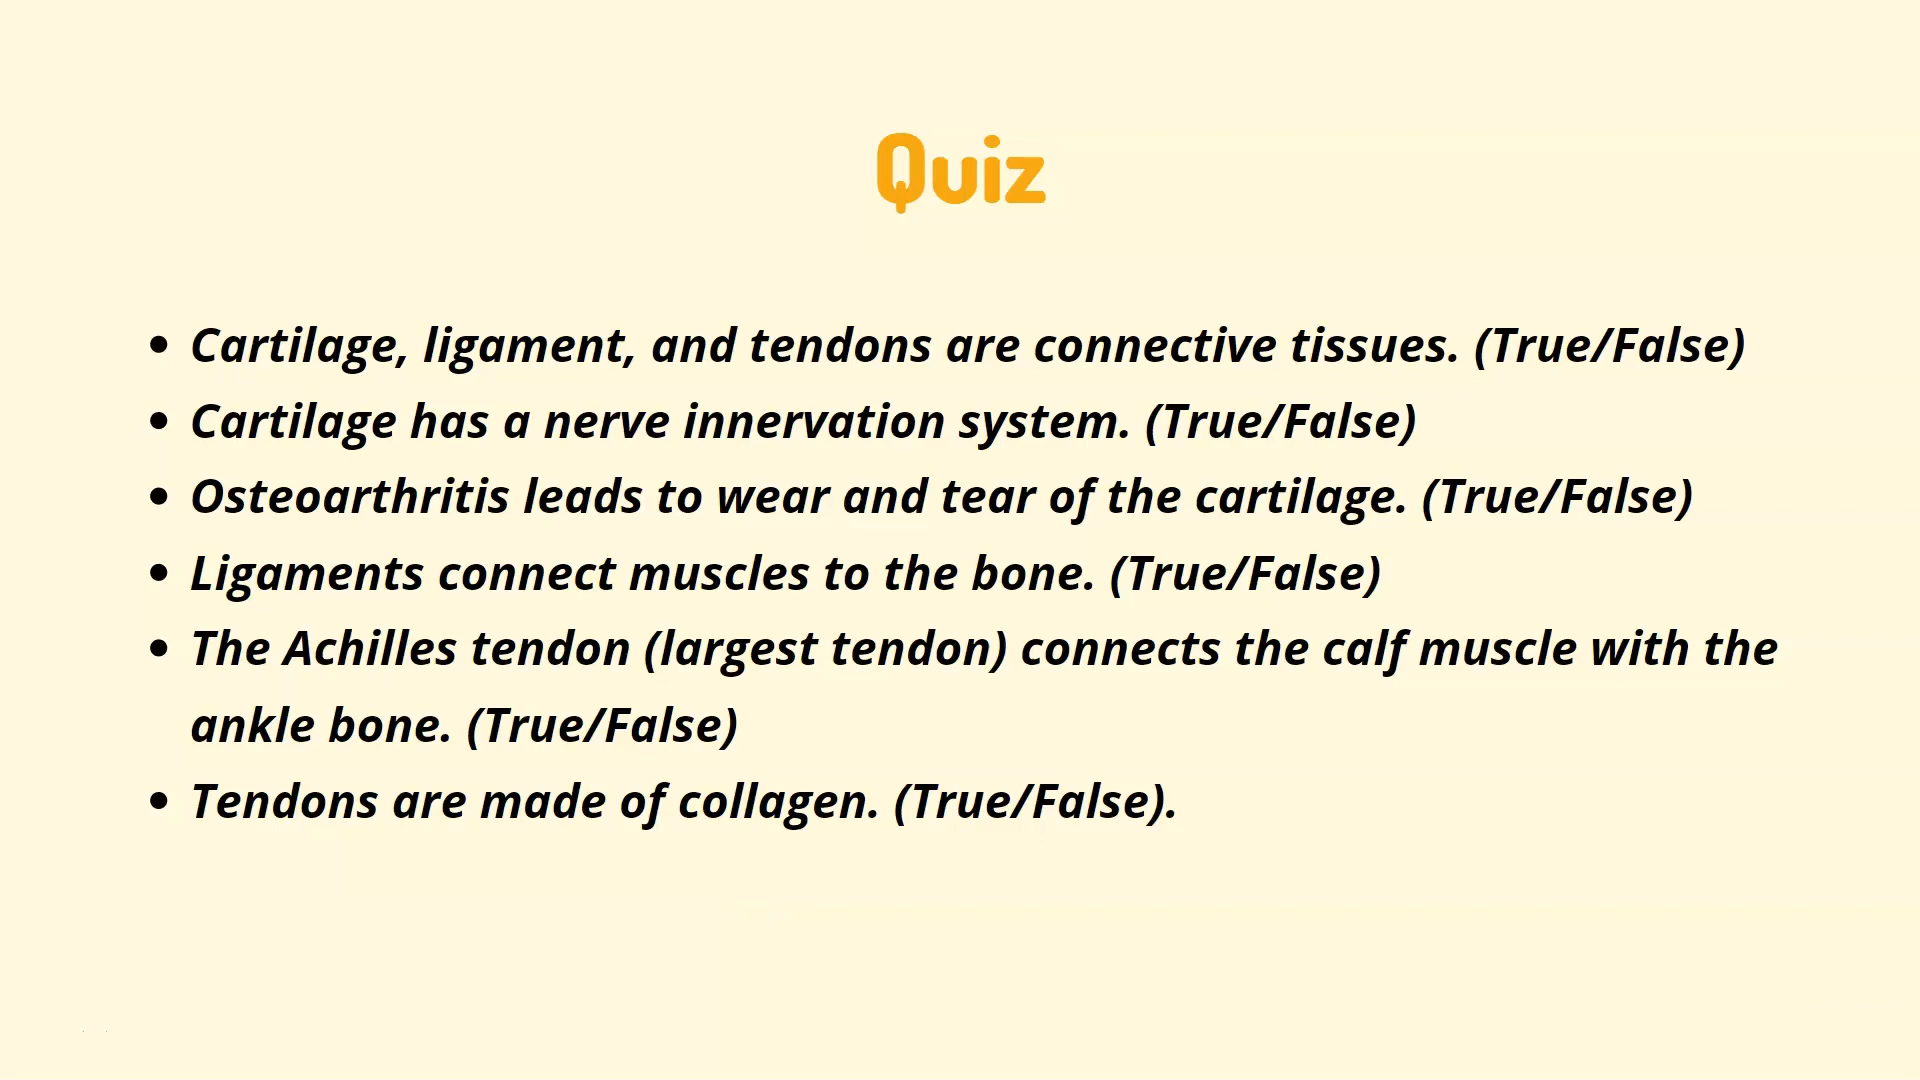 Quiz
• Cartilage, ligament, and tendons are connective tissues. (True/False)
• Cartilage has a nerve innervation system. (True/False)
• Osteoarthritis leads to wear and tear of the cartilage. (True/False)
• Ligaments connect muscles to the bone. (True/False)
• The Achilles tendon (largest tendon) connects the calf muscle with the
ankle bone. (True/False)
• Tendons are made of collagen. (True/False).